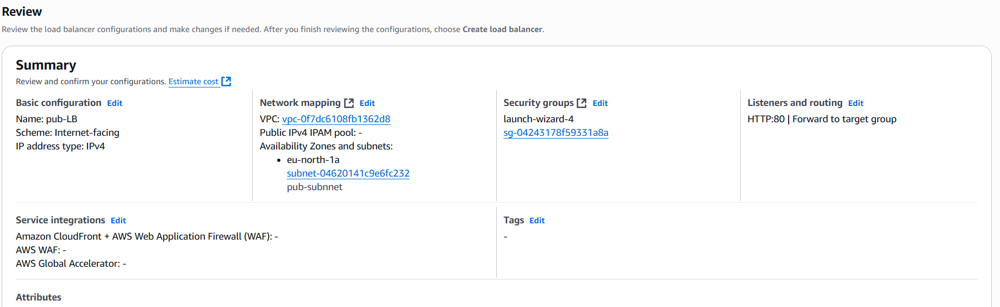 Review
Review the load balancer configurations and make changes if needed. After you finish reviewing the configurations, choose Create load balancer.
Summary
Review and confirm your configurations. Estimate cost
Basic configuration Edit
Name: pub-LB
Scheme: Internet-facing
IP address type: IPv4
Network mapping Edit
VPC: vpc-0f7dc6108fb1362d8
Public IPv4 IPAM pool: -
Availability Zones and subnets:
• eu-north-1a
subnet-04620141c9e6fc232
pub-subnnet
Security groups Edit
launch-wizard-4
sg-04243178f59331a8a
Listeners and routing Edit
HTTP:80 | Forward to target group
Service integrations Edit
Amazon CloudFront + AWS Web Application Firewall (WAF): -
AWS WAF: -
AWS Global Accelerator: -
Tags Edit
-
Attributes